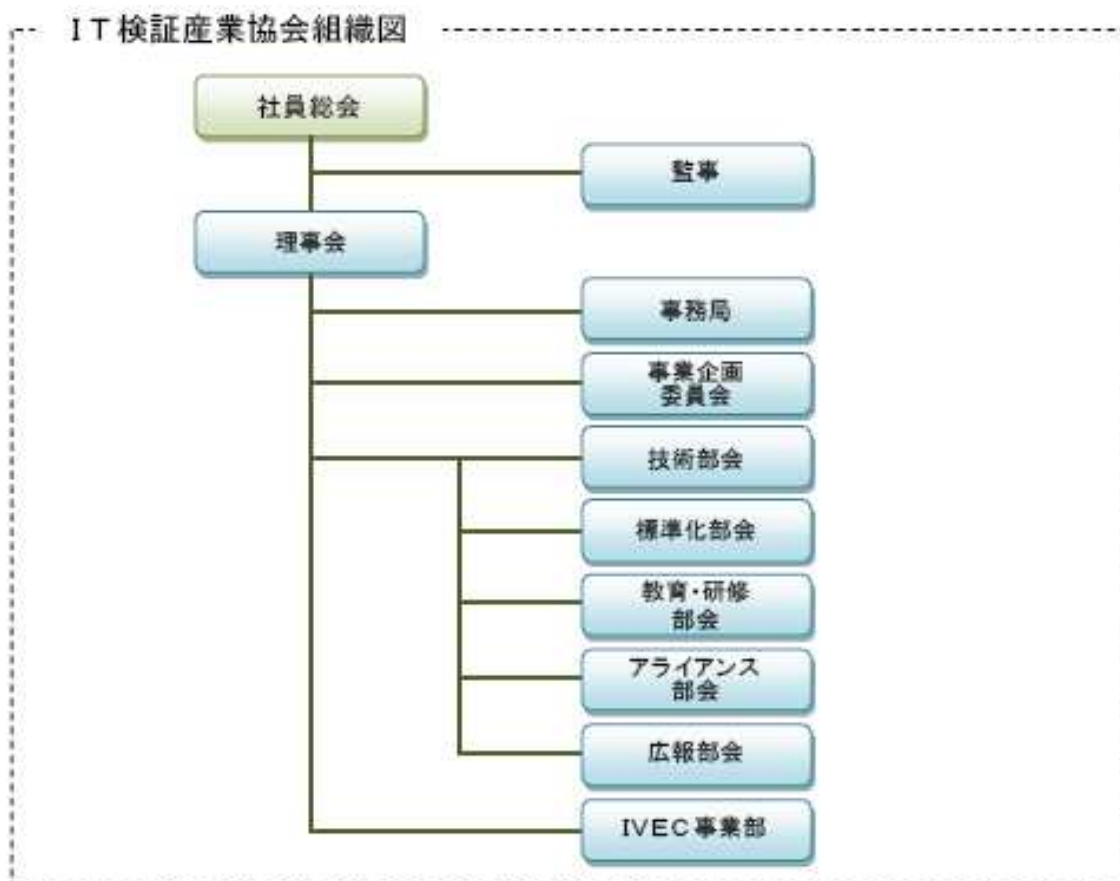 ＩＴ検証産業協会組織図
社員総会
監事
理事会
事務局
事業企画
委員会
技術部会
標準化部会
教育・研修
部会
アライアンス
部会
広報部会
IVEC事業部